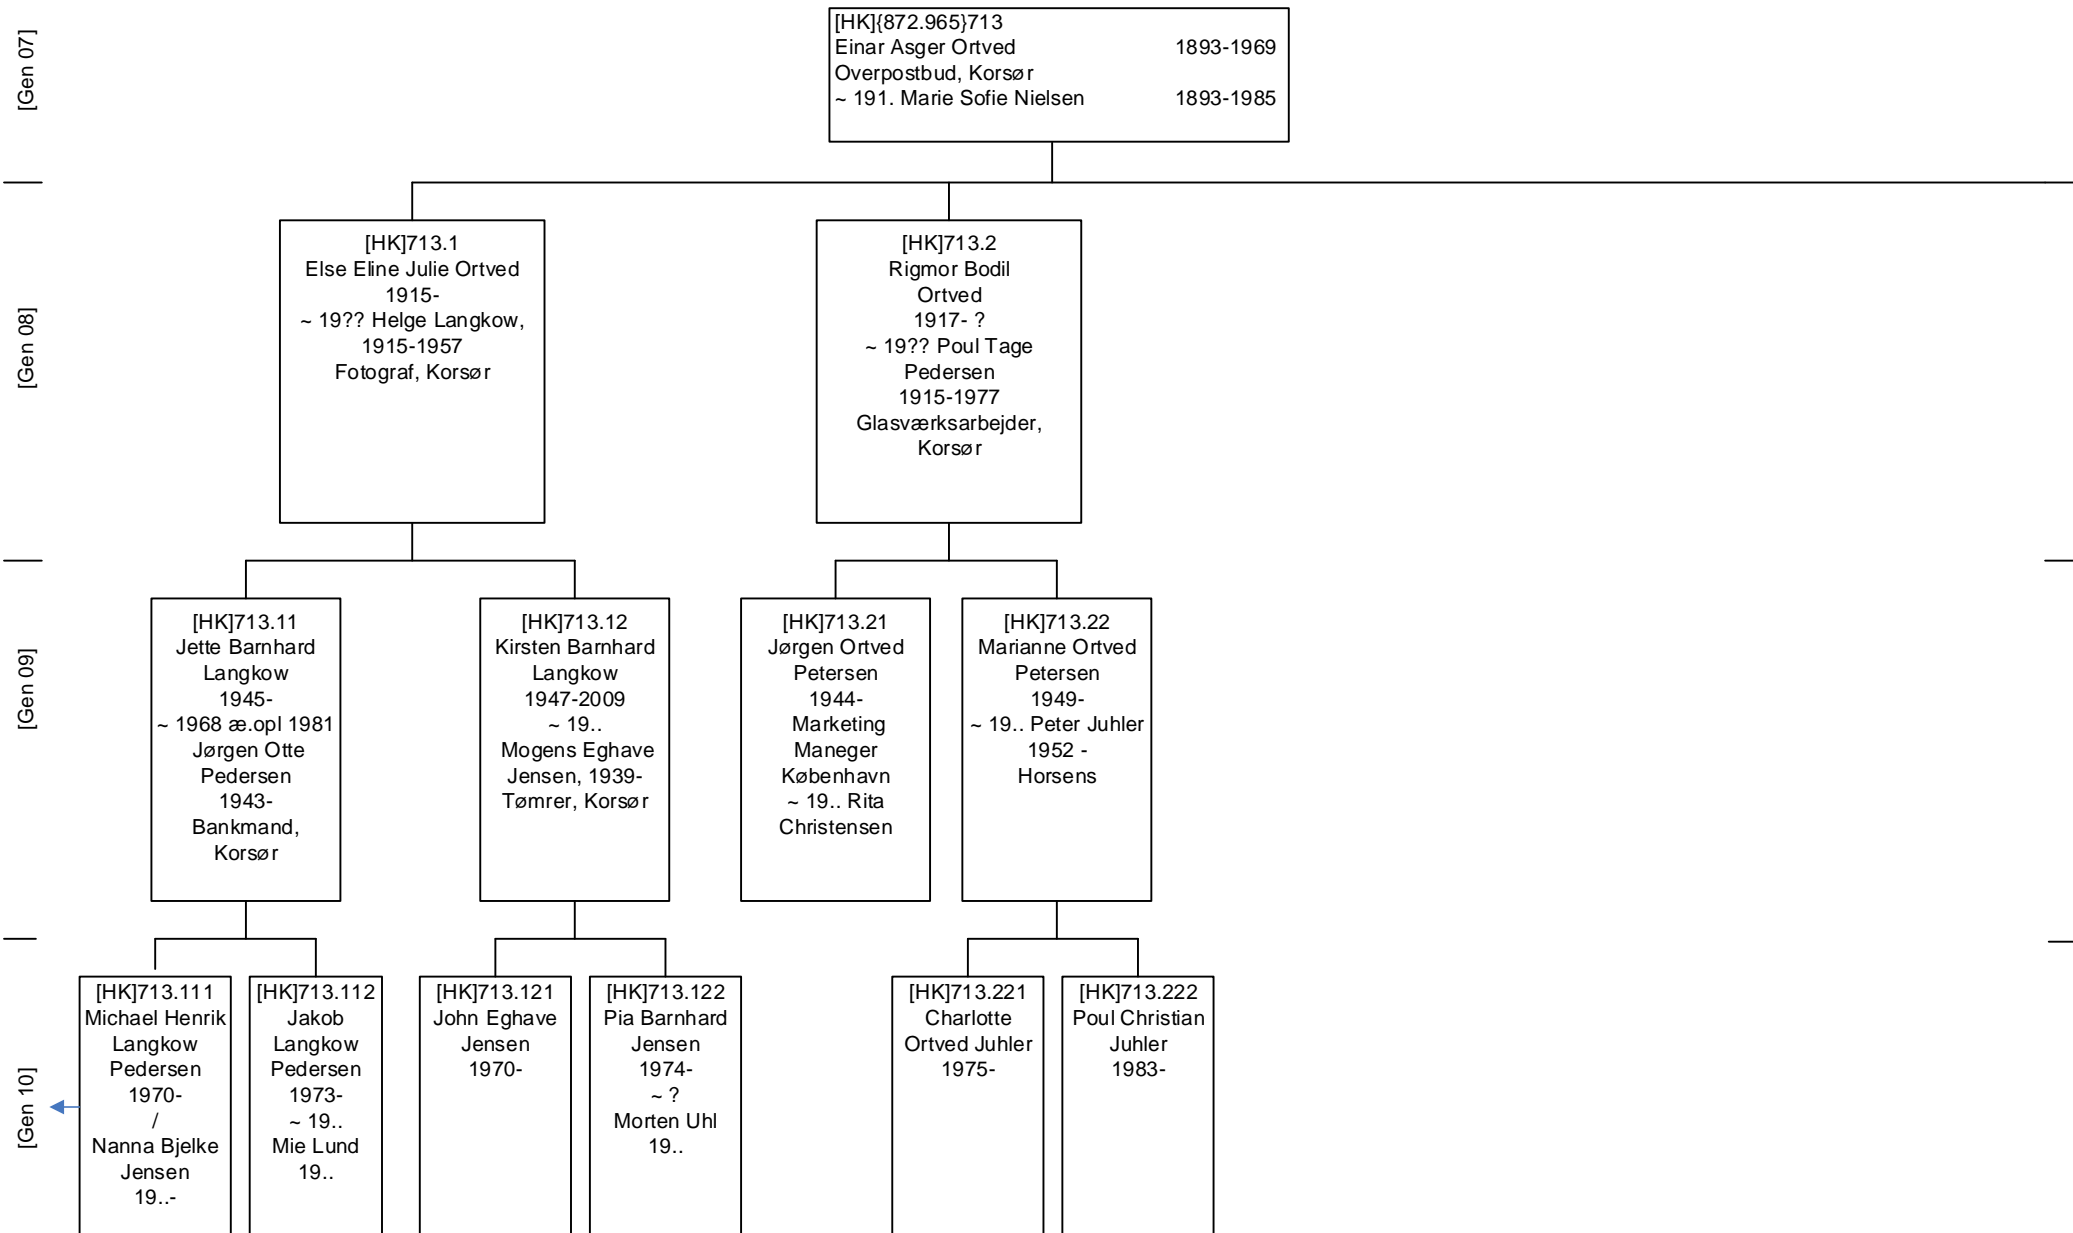 [Gen 07]
[HK]{872.965}713
Einar Asger Ortved 1893-1969
Overpostbud, Korsør
~ 191. Marie Sofie Nielsen 1893-1985
[Gen 08]
[HK]713.1
Else Eline Julie Ortved
1915-
~ 19?? Helge Langkow,
1915-1957
Fotograf, Korsør
[HK]713.2
Rigmor Bodil
Ortved
1917- ?
~ 19?? Poul Tage
Pedersen
1915-1977
Glasværksarbejder,
Korsør
[Gen 09]
[HK]713.11
Jette Barnhard
Langkow
1945-
~ 1968 æ.opl 1981
Jørgen Otte
Pedersen
1943-
Bankmand,
Korsør
[HK]713.12
Kirsten Barnhard
Langkow
1947-2009
~ 19..
Mogens Eghave
Jensen, 1939-
Tømrer, Korsør
[HK]713.21
Jørgen Ortved
Petersen
1944-
Marketing
Maneger
København
~ 19.. Rita
Christensen
[HK]713.22
Marianne Ortved
Petersen
1949-
~ 19.. Peter Juhler
1952 -
Horsens
[Gen 10]
[HK]713.111
Michael Henrik
Langkow
Pedersen
1970-
/
Nanna Bjelke
Jensen
19..-
[HK]713.112
Jakob
Langkow
Pedersen
1973-
~ 19..
Mie Lund
19..
[HK]713.121
John Eghave
Jensen
1970-
[HK]713.122
Pia Barnhard
Jensen
1974-
~ ?
Morten Uhl
19..
[HK]713.221
Charlotte
Ortved Juhler
1975-
[HK]713.222
Poul Christian
Juhler
1983-